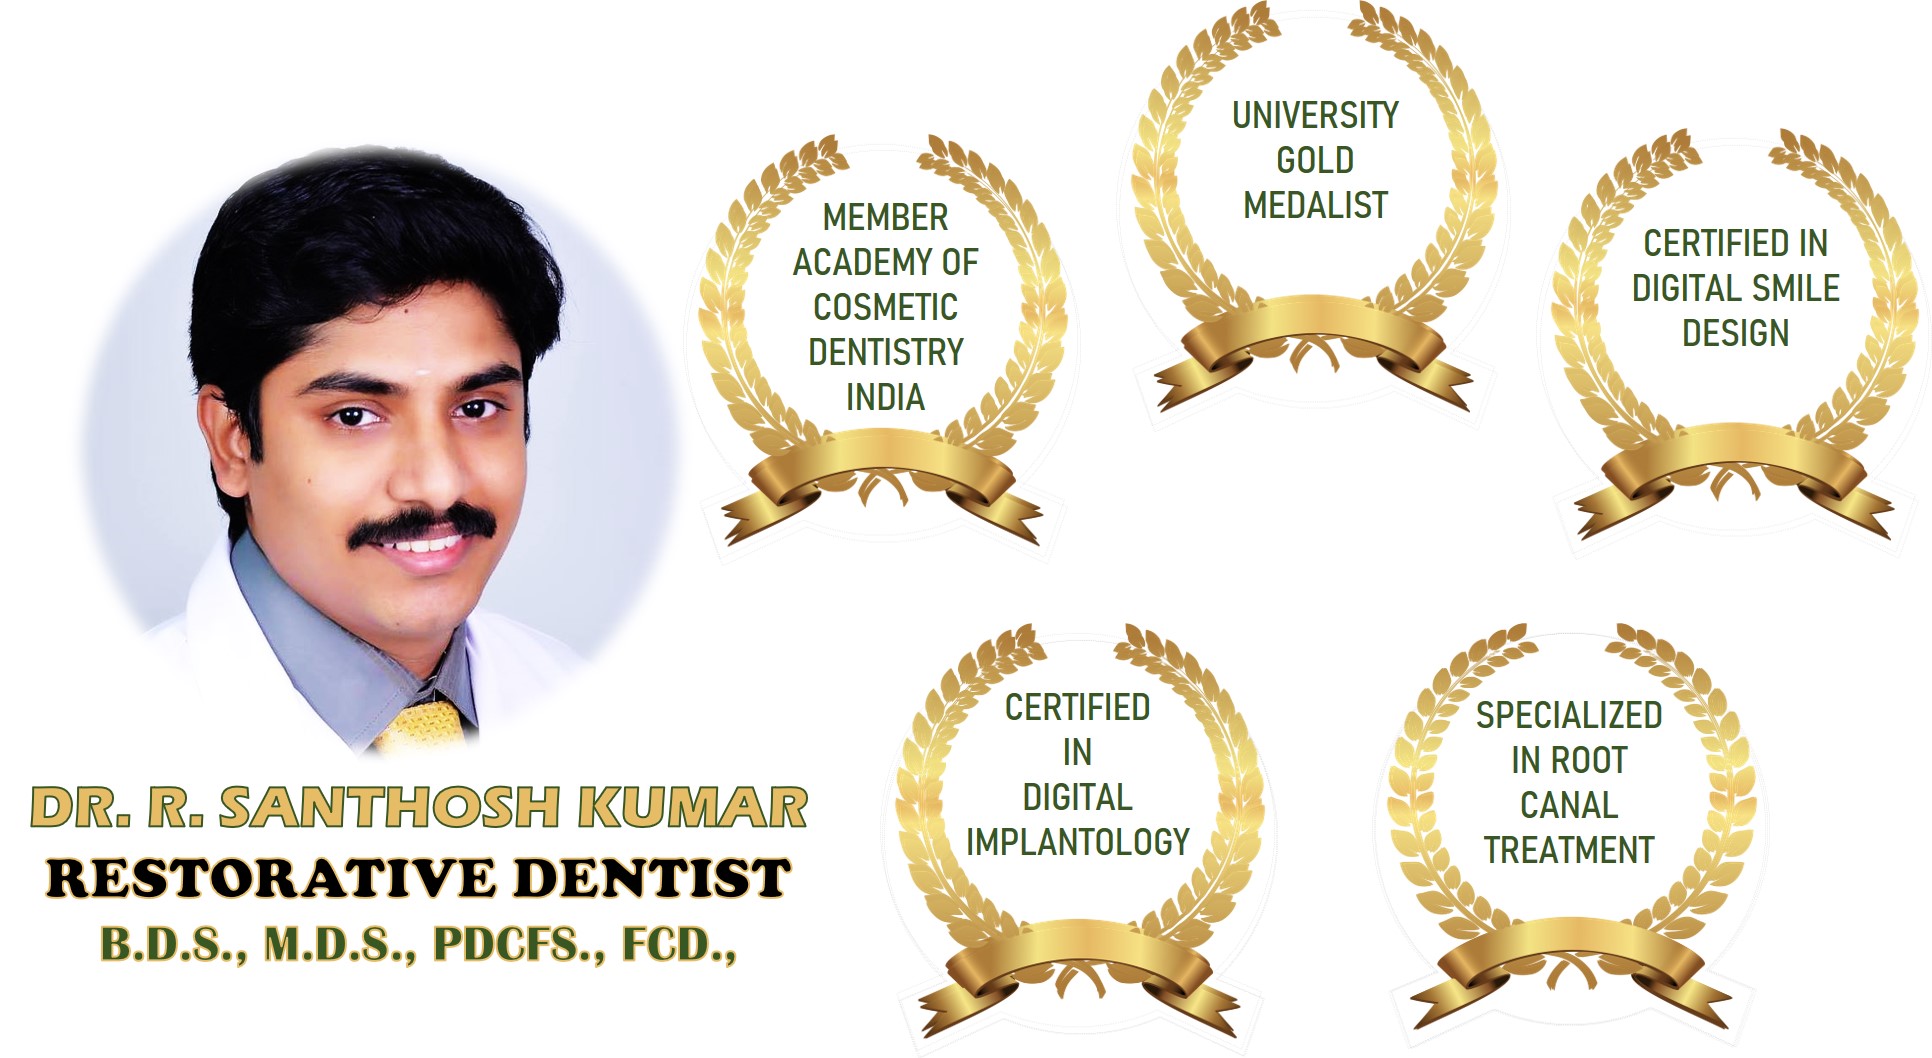 MEMBER
ACADEMY OF
COSMETIC
DENTISTRY
INDIA
UNIVERSITY
GOLD
MEDALIST
CERTIFIED IN
DIGITAL SMILE
DESIGN
CERTIFIED
IN
DIGITAL
IMPLANTOLOGY
SPECIALIZED
IN ROOT
CANAL
TREATMENT
DR. R. SANTHOSH KUMAR
RESTORATIVE DENTIST
B.D.S., M.D.S., PDCFS., FCD.,